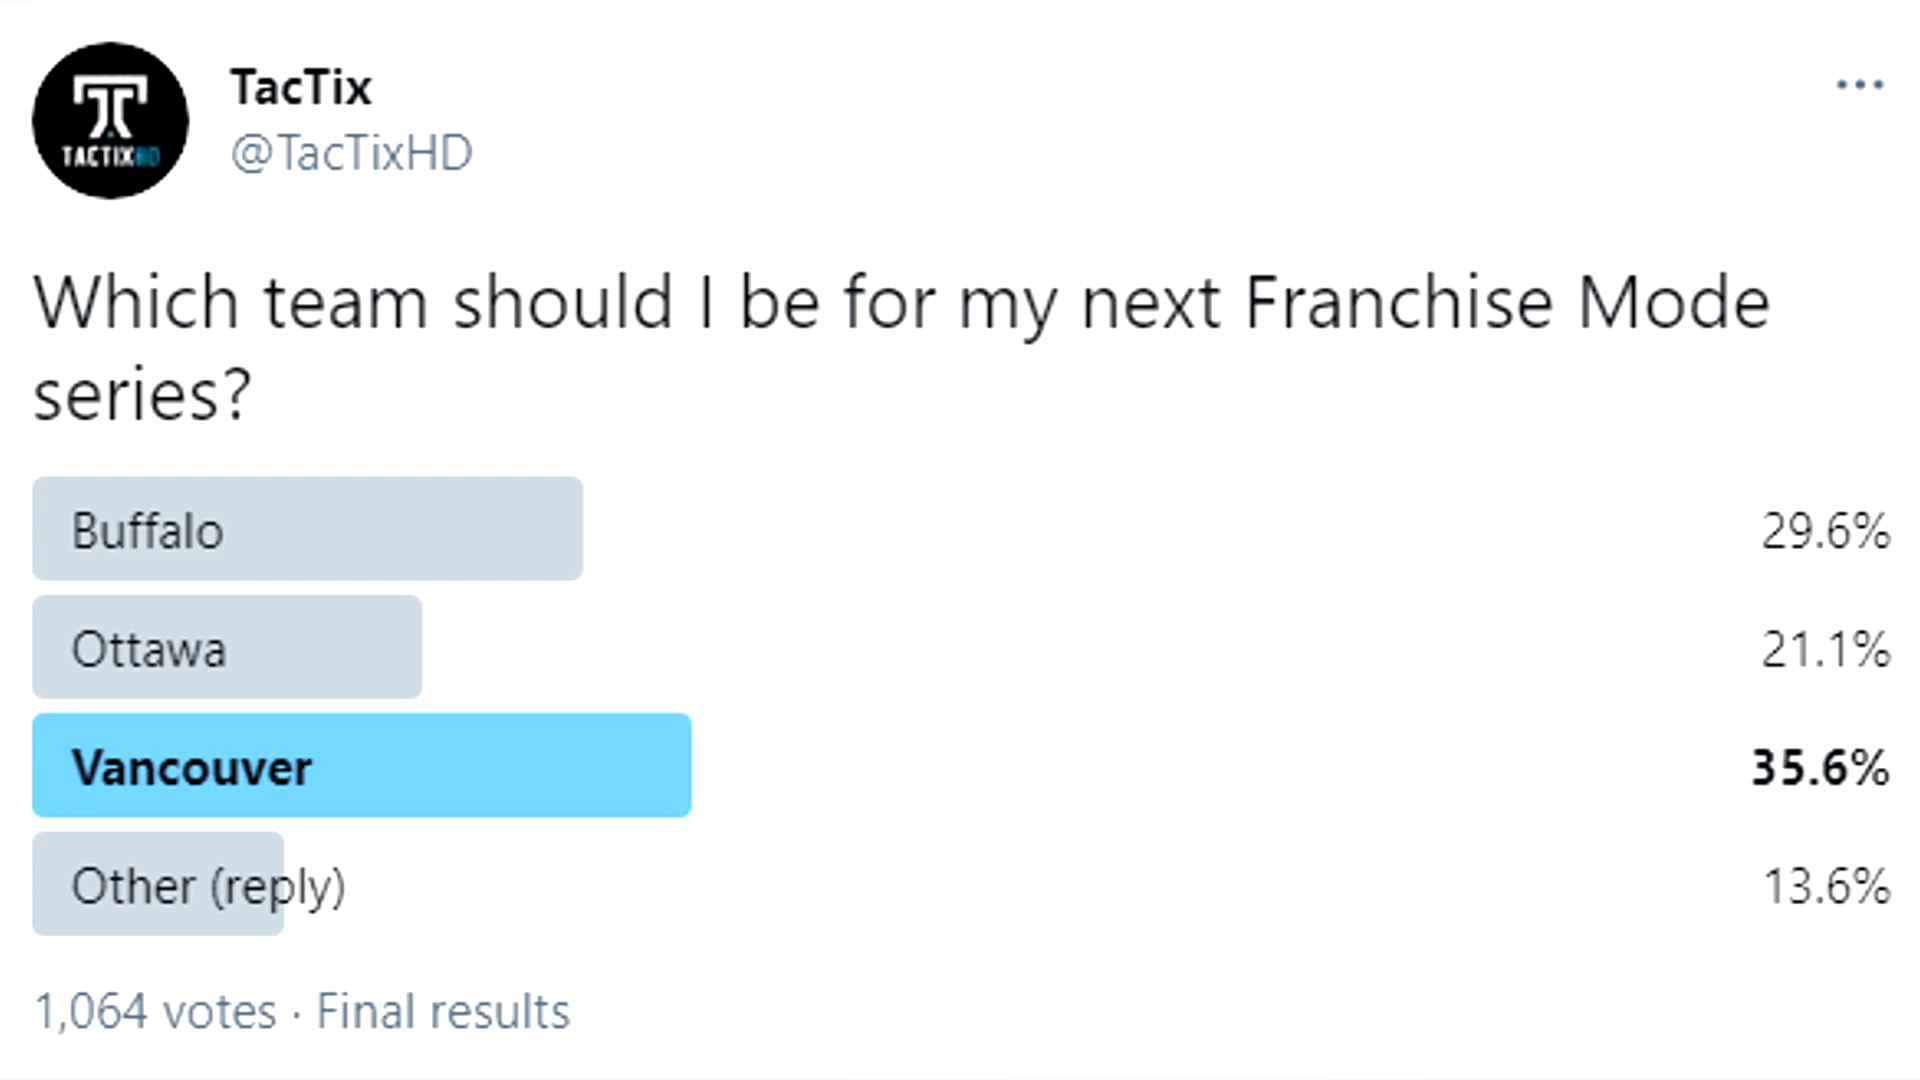 TACTIXHD
TacTix
@TacTixHD
Which team should I be for my next Franchise Mode
series?
Buffalo 29.6%
Ottawa 21.1%
Vancouver 35.6%
Other (reply) 13.6%
1,064 votes · Final results